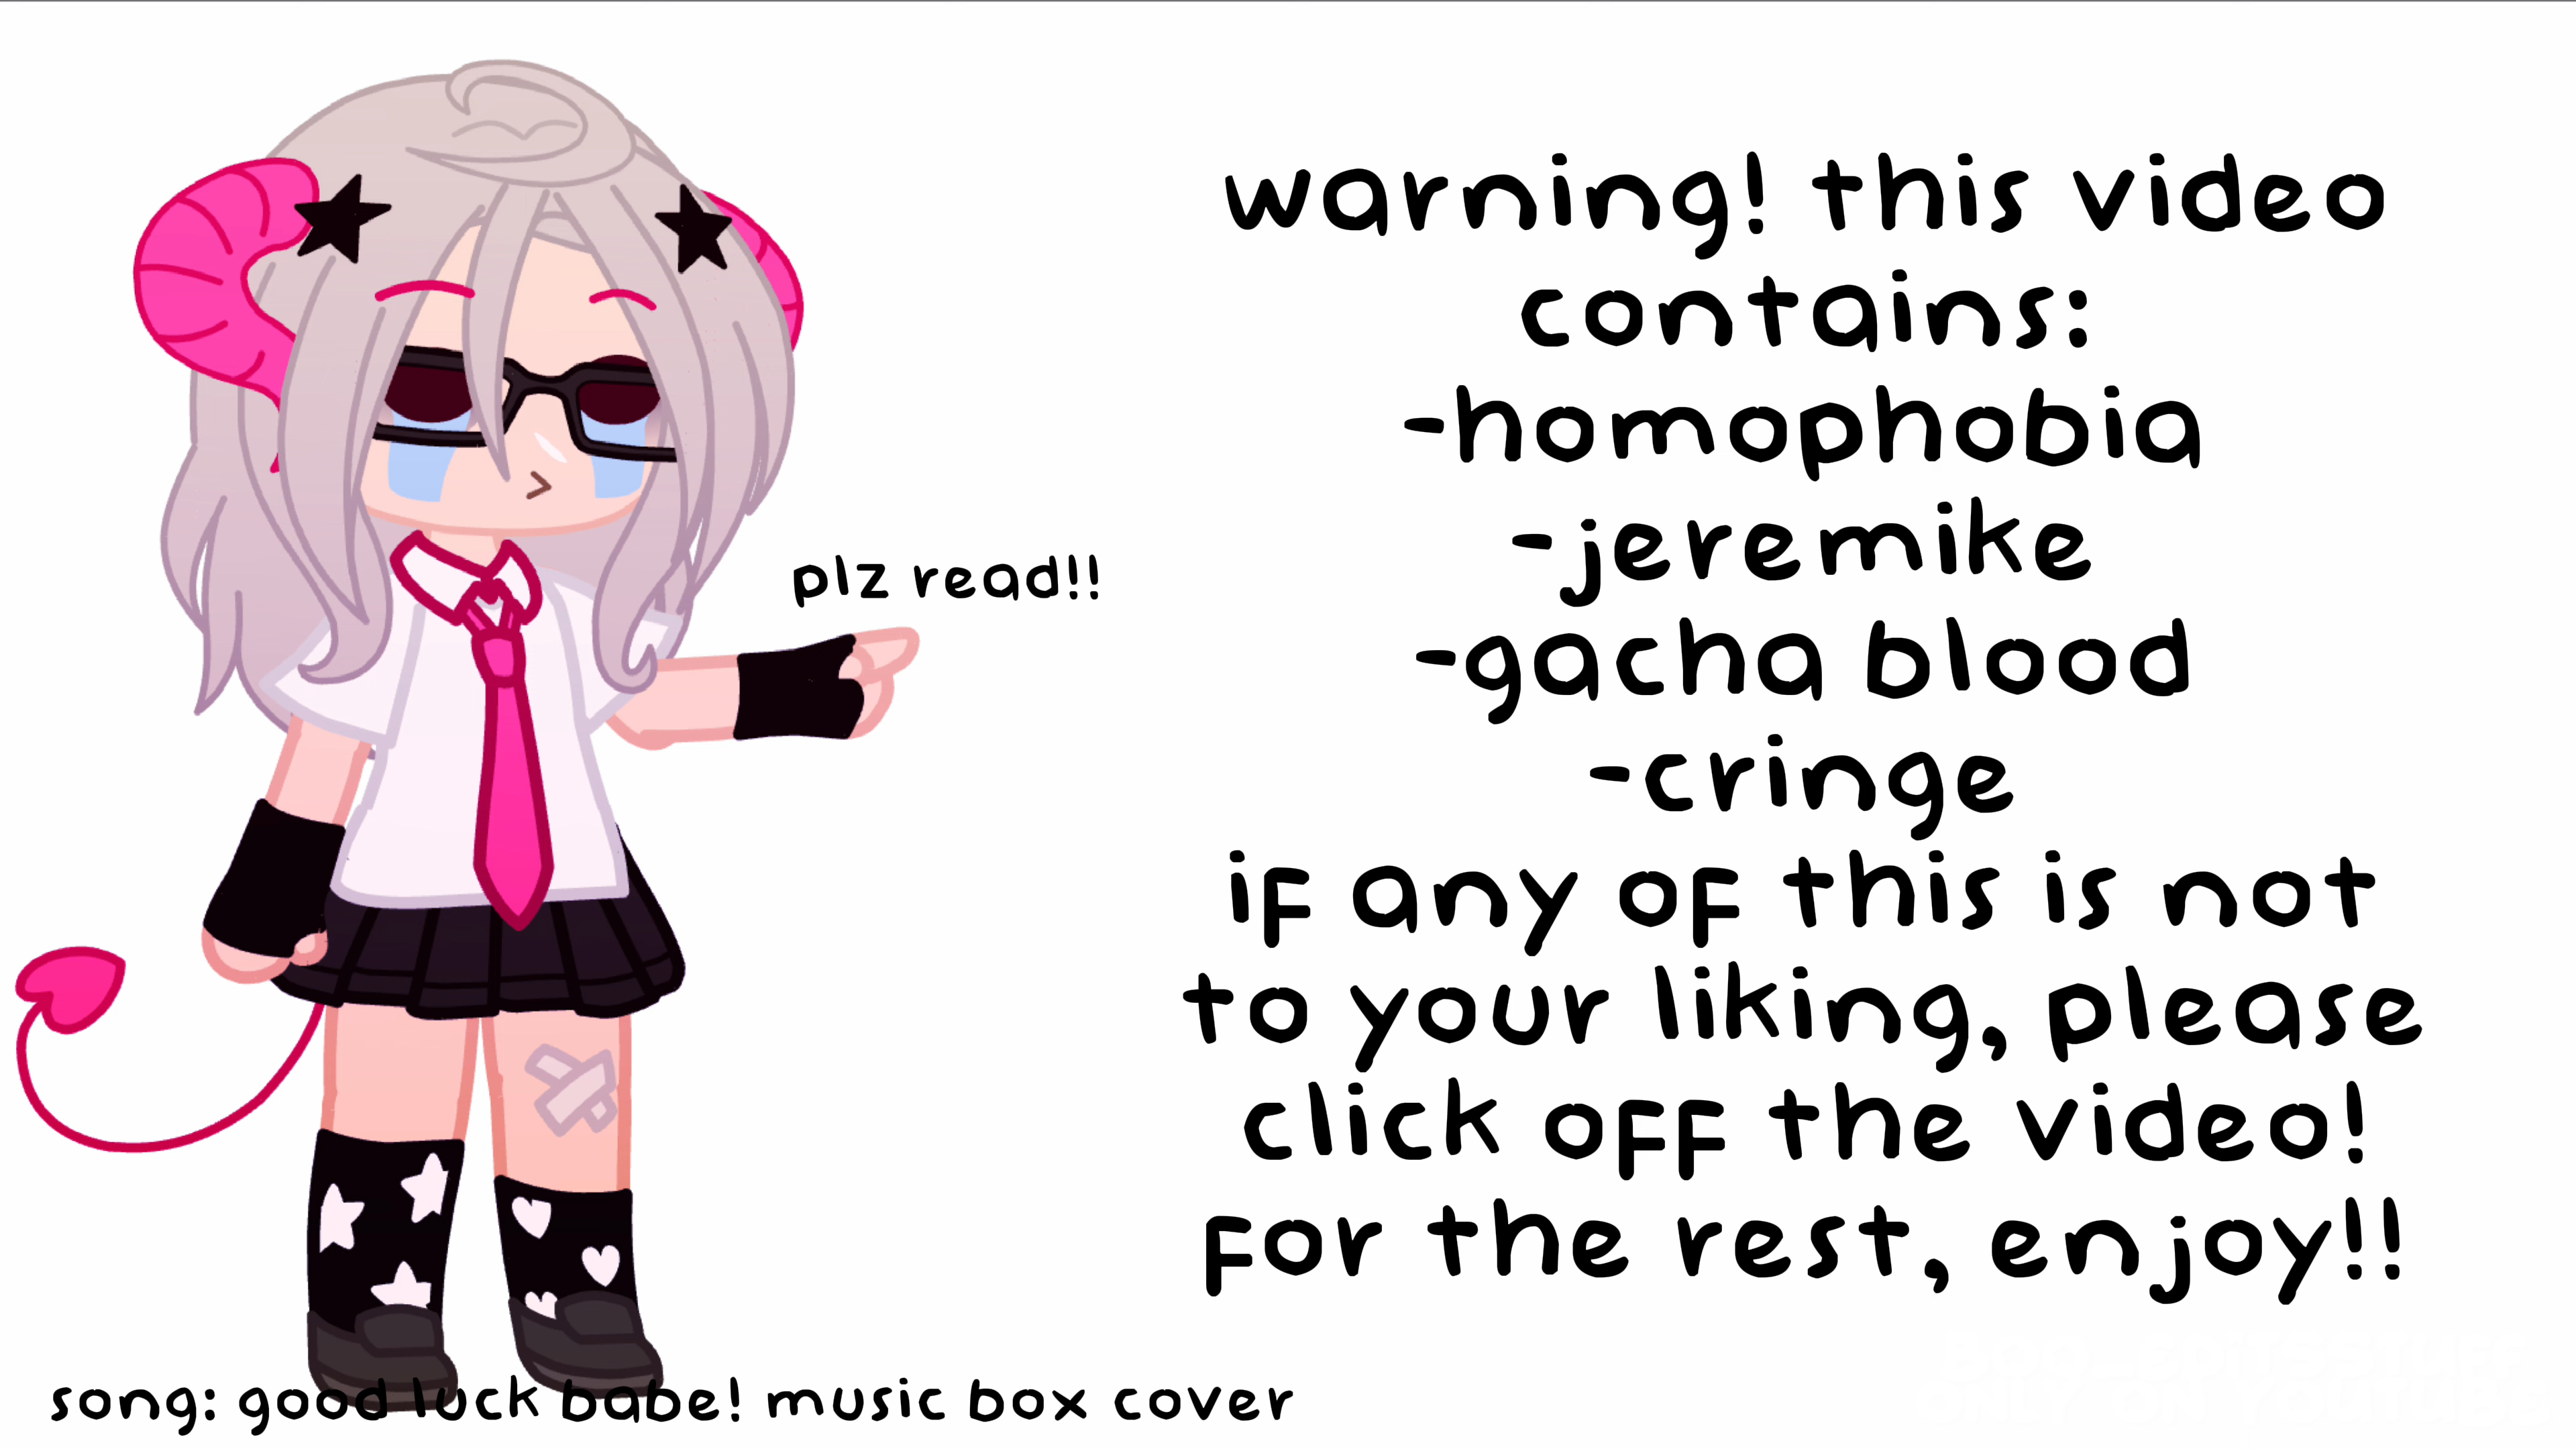 warning! this video
contains:
-homophobia
-jeremike
-gacha blood
-cringe
if any of this is not
to your liking, please
click off the video!
for the rest, enjoy!!
plz read!!
song: good luck babe! music box cover